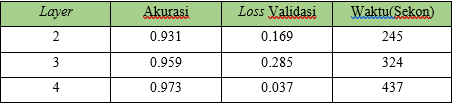 Layer Akurasi Loss Validasi Waktu(Sekon)
2 0.931 0.169 245
3 0.959 0.285 324
4 0.973 0.037 437